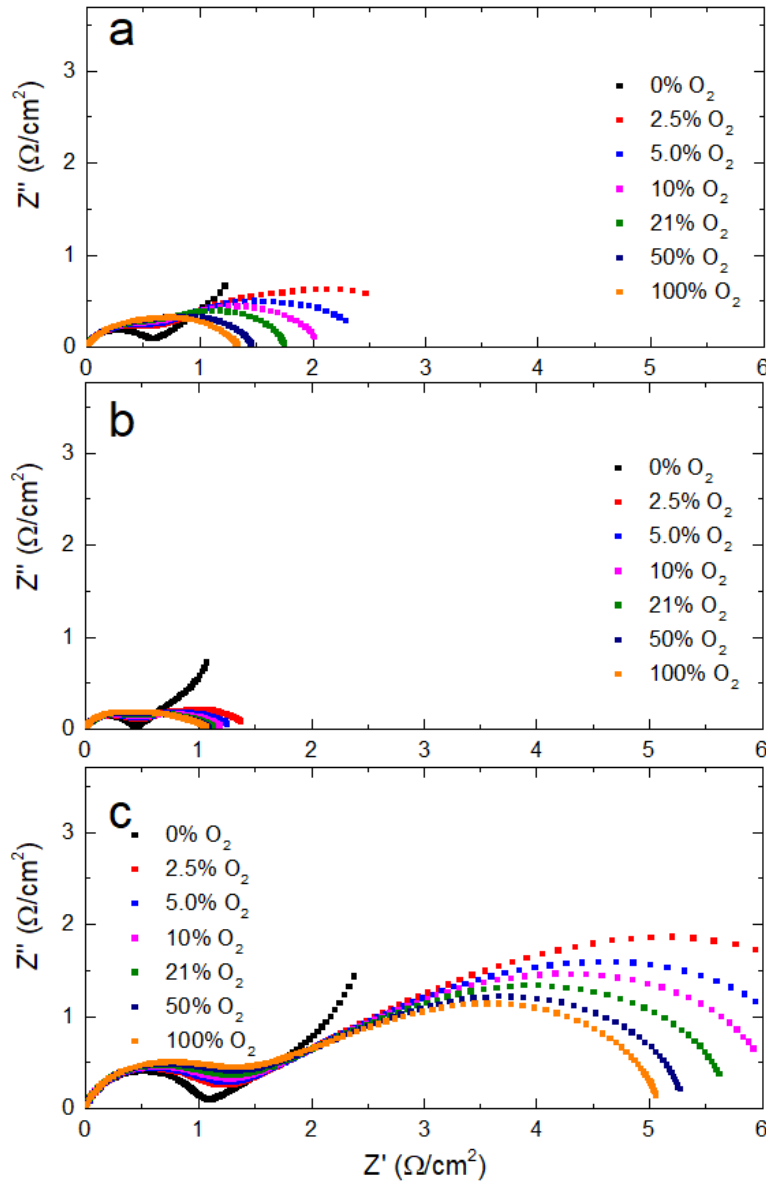 a
3
2
1
0
Z'' (Ω/cm²)
0% O₂
2.5% O₂
5.0% O₂
10% O₂
21% O₂
50% O₂
100% O₂
0 1 2 3 4 5 6
b
3
2
1
0
Z'' (Ω/cm²)
0% O₂
2.5% O₂
5.0% O₂
10% O₂
21% O₂
50% O₂
100% O₂
0 1 2 3 4 5 6
c
3
2
1
0
Z'' (Ω/cm²)
0% O₂
2.5% O₂
5.0% O₂
10% O₂
21% O₂
50% O₂
100% O₂
0 1 2 3 4 5 6
Z' (Ω/cm²)